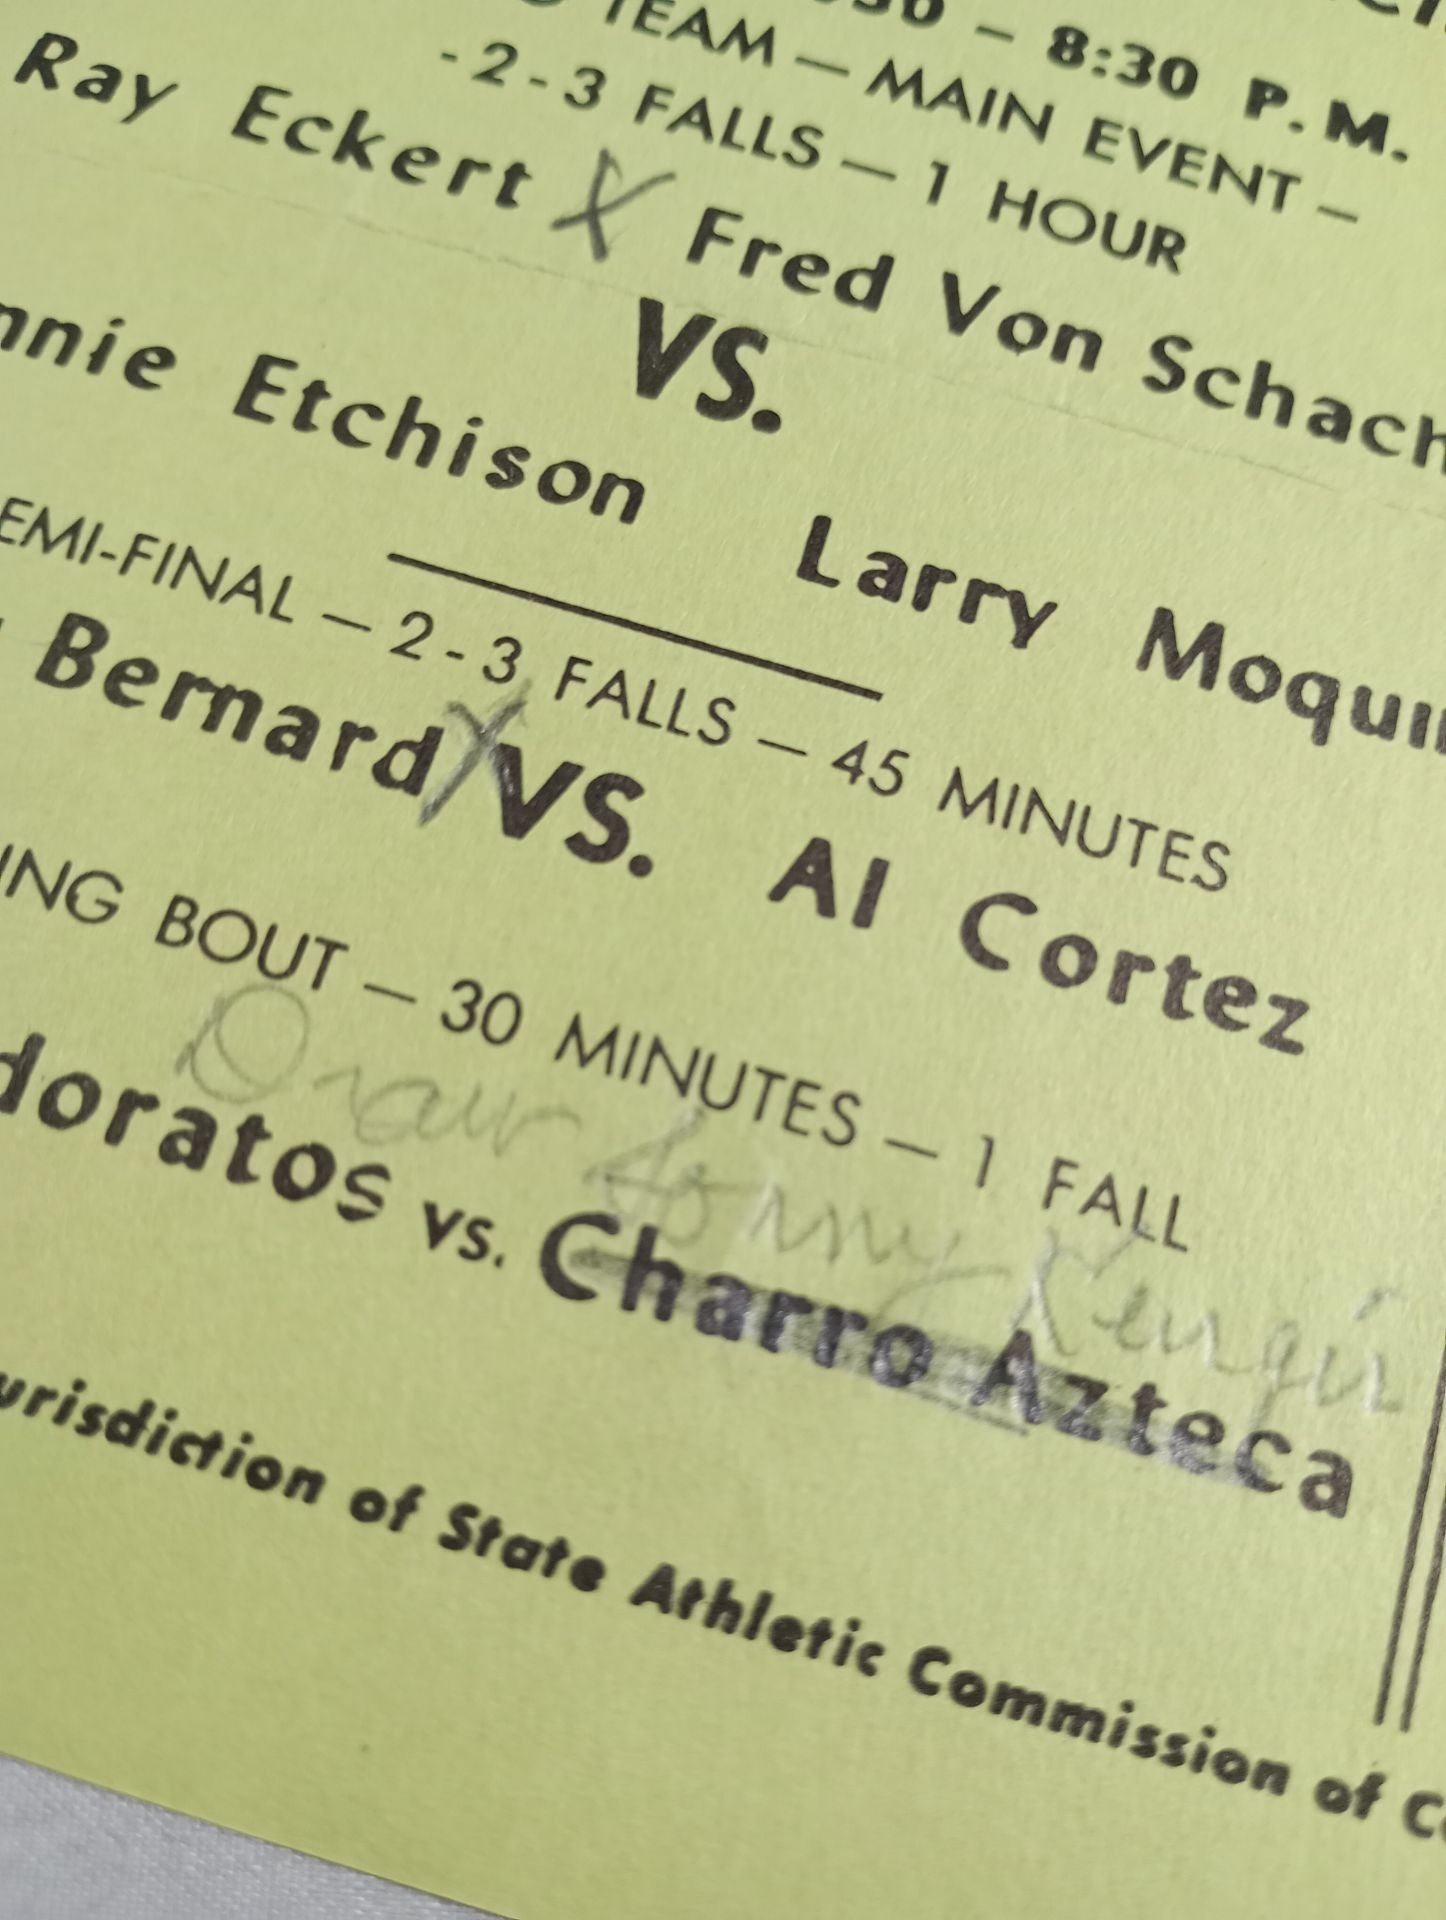 8:30 P.M.
TEAM — MAIN EVENT —
- 2-3 FALLS — 1 HOUR
Ray Eckert X Fred Von Schach
VS.
nnie Etchison Larry Moquin
EMI-FINAL — 2-3 FALLS — 45 MINUTES
Bernard X VS. Al Cortez
ING BOUT — 30 MINUTES — 1 FALL
Draw
doratos vs. Charro Azteca
urisdiction of State Athletic Commission of C